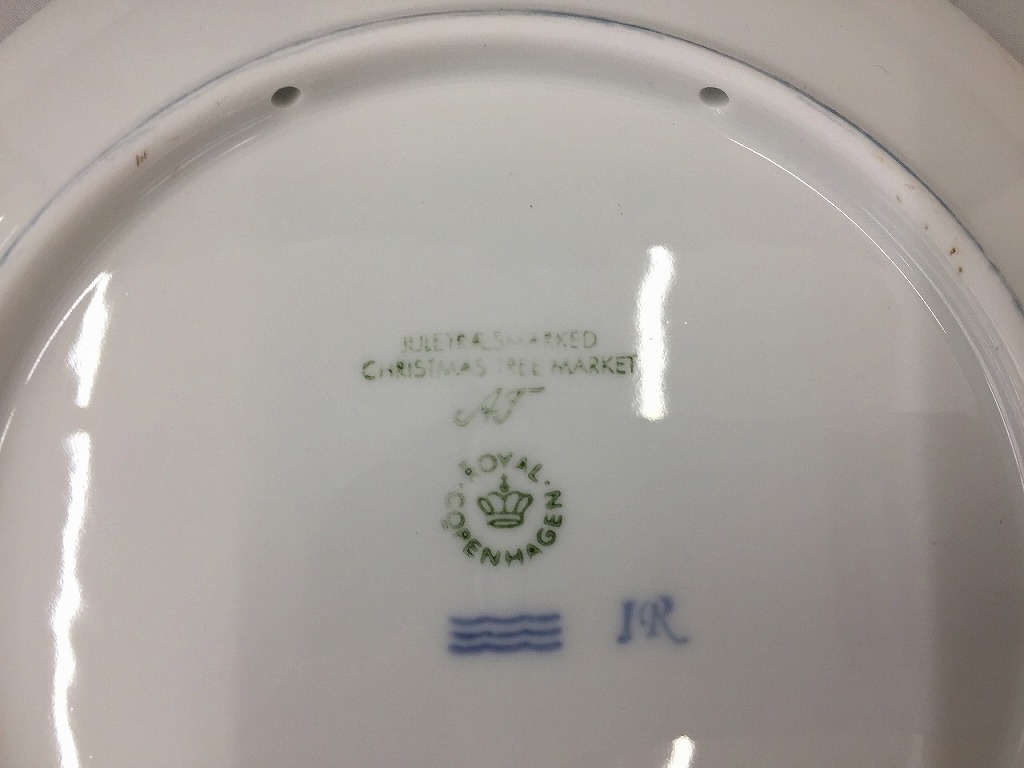 JULETRÆSMARKED
CHRISTMAS TREE MARKET
AT
ROYAL
COPENHAGEN
IR